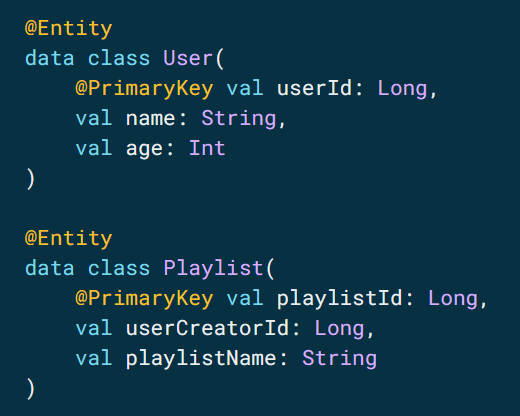 @Entity
data class User(
    @PrimaryKey val userId: Long,
    val name: String,
    val age: Int
)

@Entity
data class Playlist(
    @PrimaryKey val playlistId: Long,
    val userCreatorId: Long,
    val playlistName: String
)